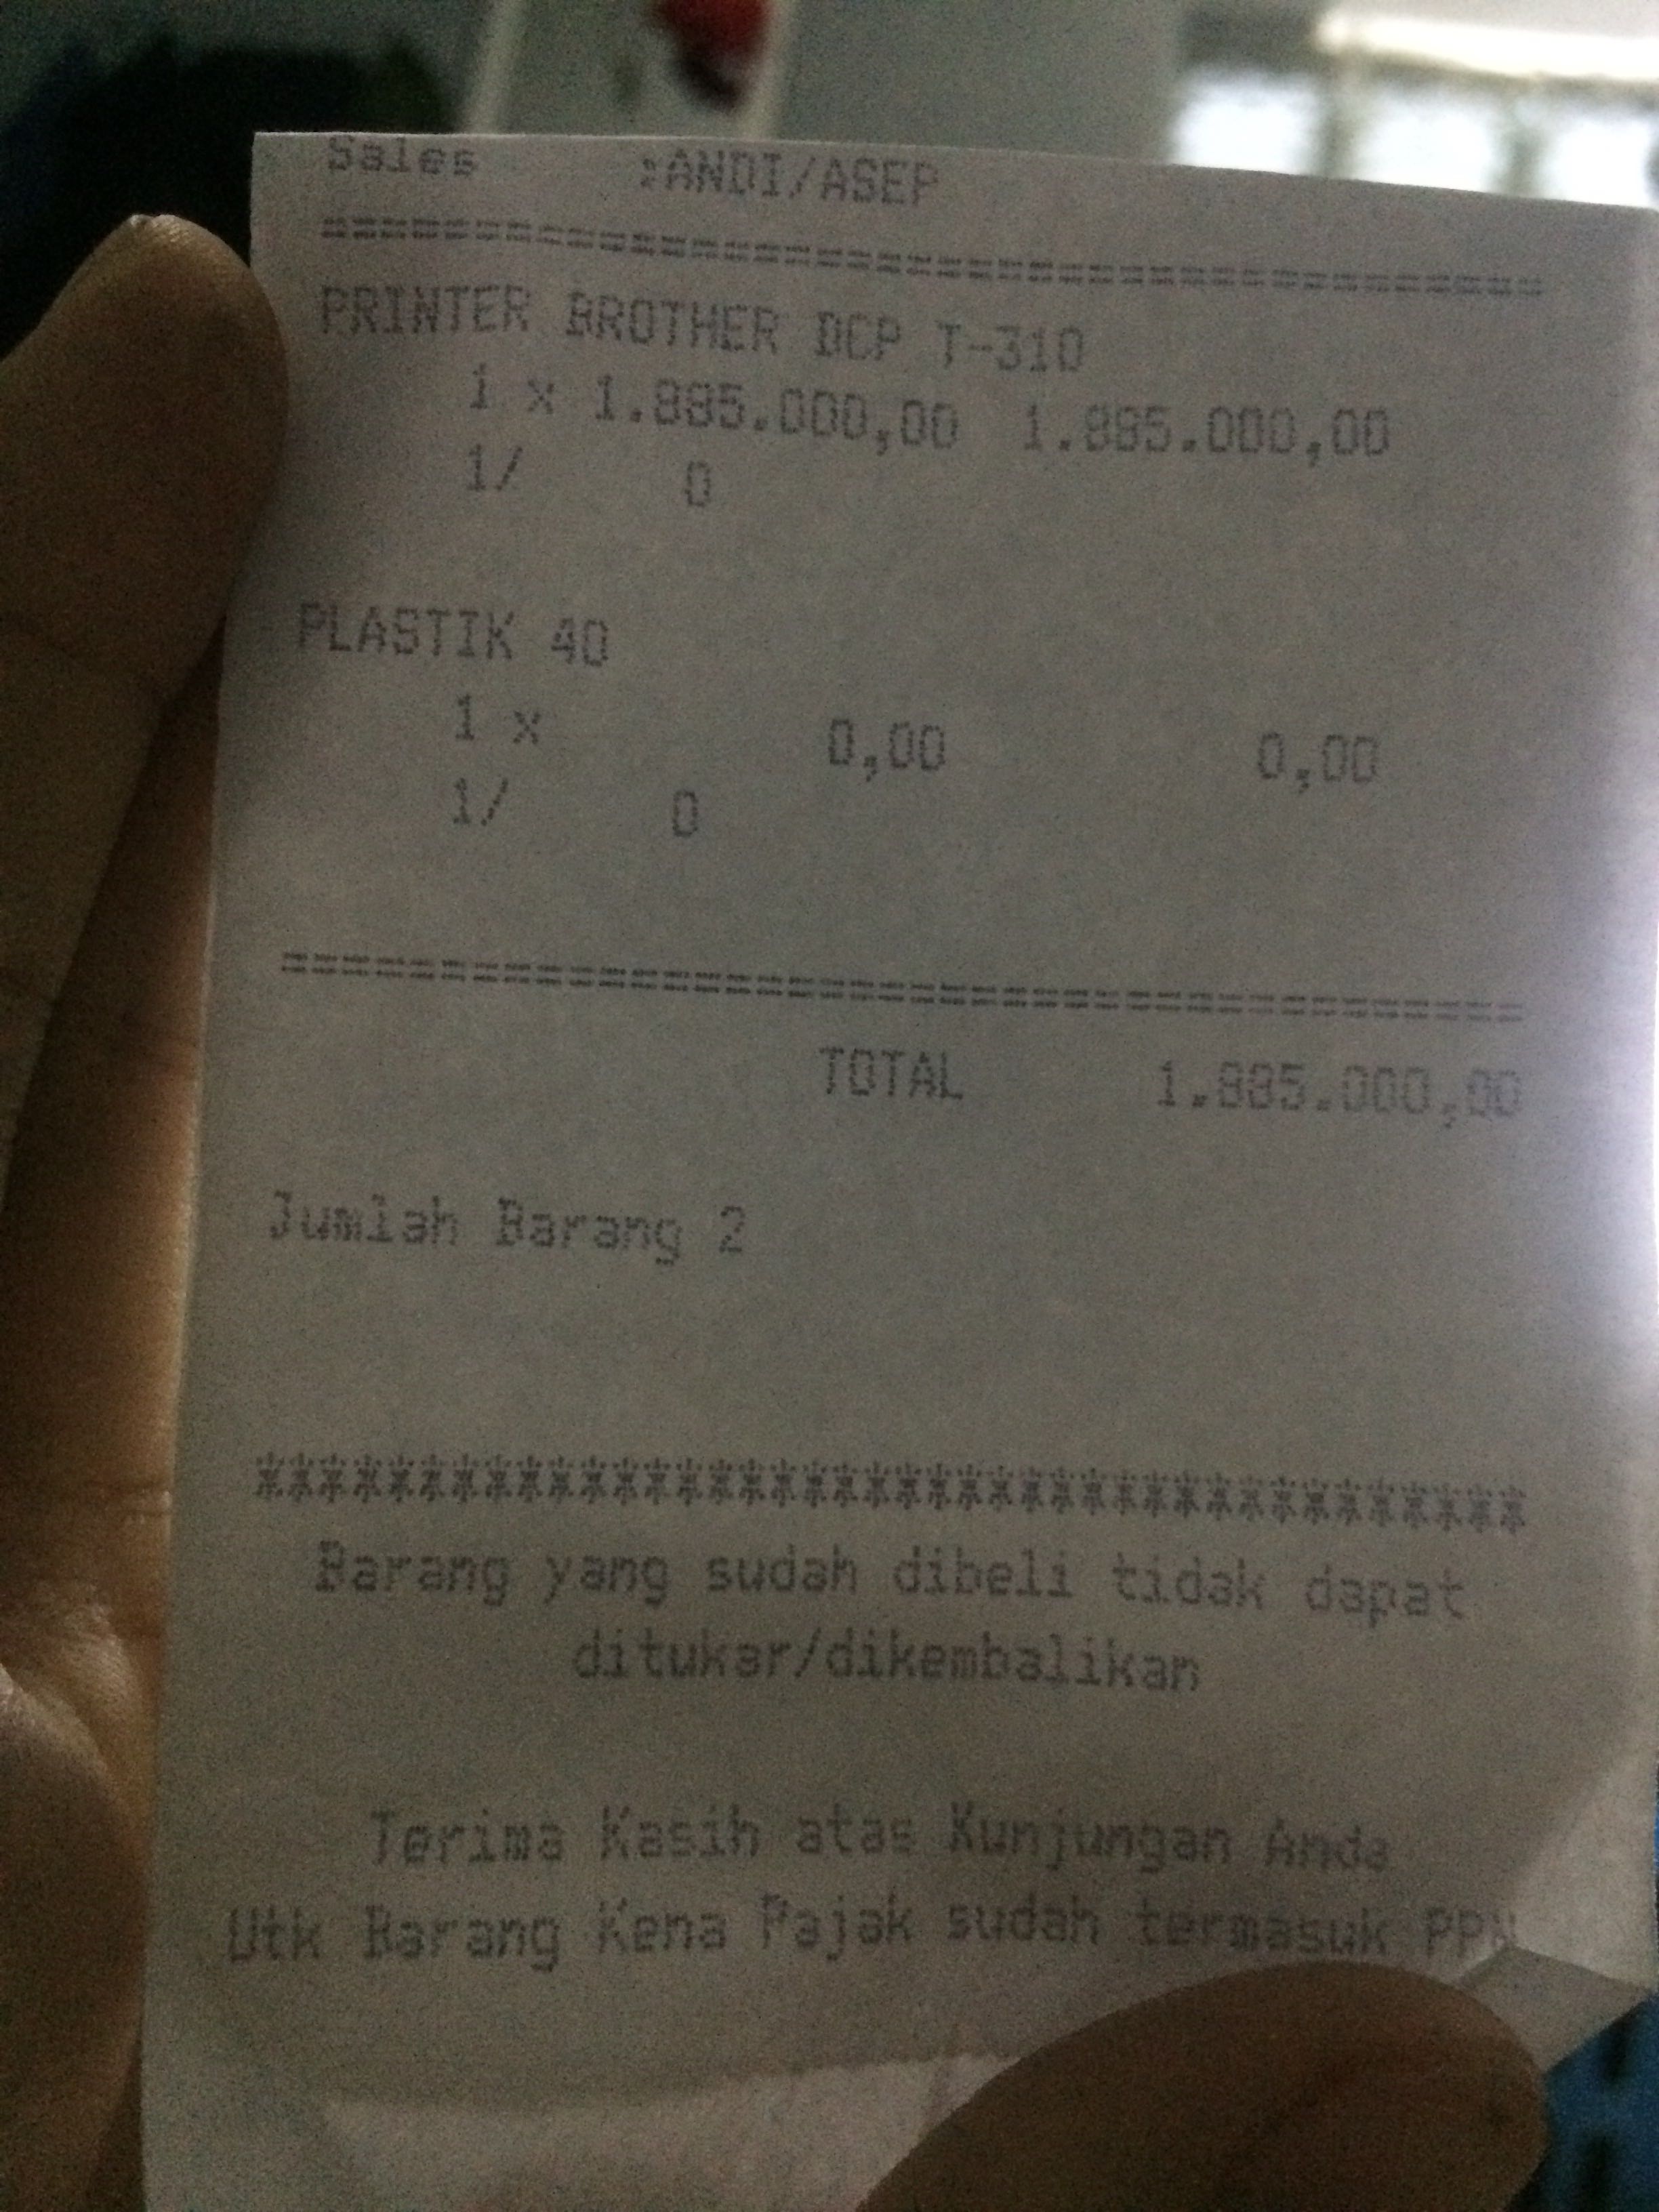 Sales :ANDI/ASEP
========================================
PRINTER BROTHER DCP T-310
1 x 1.885.000,00 1.885.000,00
1/ 0
PLASTIK 40
1 x 0,00 0,00
1/ 0
========================================
TOTAL 1.885.000,00
Jumlah Barang 2
****************************************
Barang yang sudah dibeli tidak dapat
ditukar/dikembalikan
Terima Kasih atas Kunjungan Anda
Utk Barang Kena Pajak sudah termasuk PPN